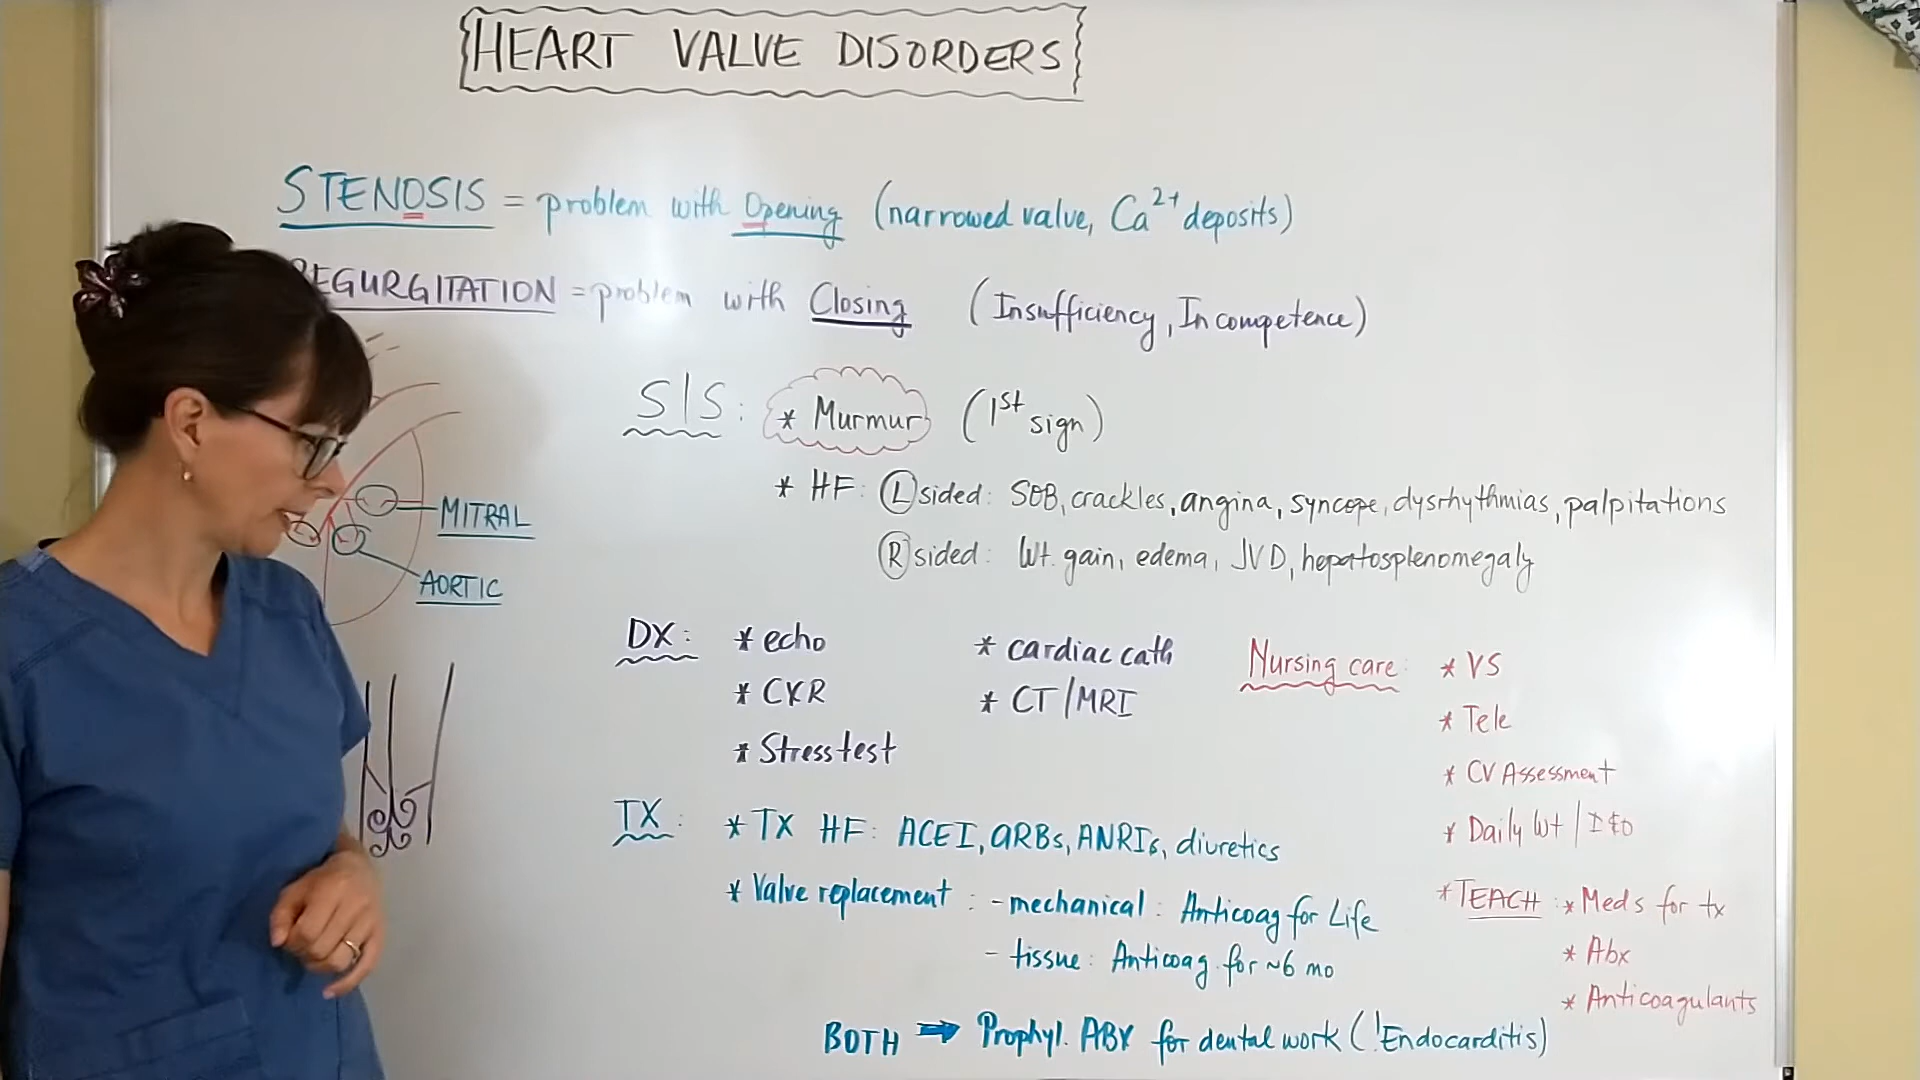 HEART VALVE DISORDERS
STENOSIS = problem with Opening (narrowed valve, Ca2+ deposits)
REGURGITATION = problem with Closing (Insufficiency, Incompetence)
S/S: * Murmur (1st sign)
* HF: (L) sided: SOB, crackles, angina, syncope, dysrhythmias, palpitations
(R) sided: Wt. gain, edema, JVD, hepatosplenomegaly
MITRAL
AORTIC
DX: * echo
* CXR
* Stress test
* cardiac cath
* CT/MRI
Nursing care: * VS
* Tele
* CV Assessment
* Daily Wt / I & O
* TEACH: * Meds for tx
* Abx
* Anticoagulants
TX: * TX HF: ACEI, ARBs, ANRIs, diuretics
* Valve replacement: - mechanical: Anticoag for Life
- tissue: Anticoag for ~6 mo
BOTH → Prophyl. ABX for dental work (!Endocarditis)